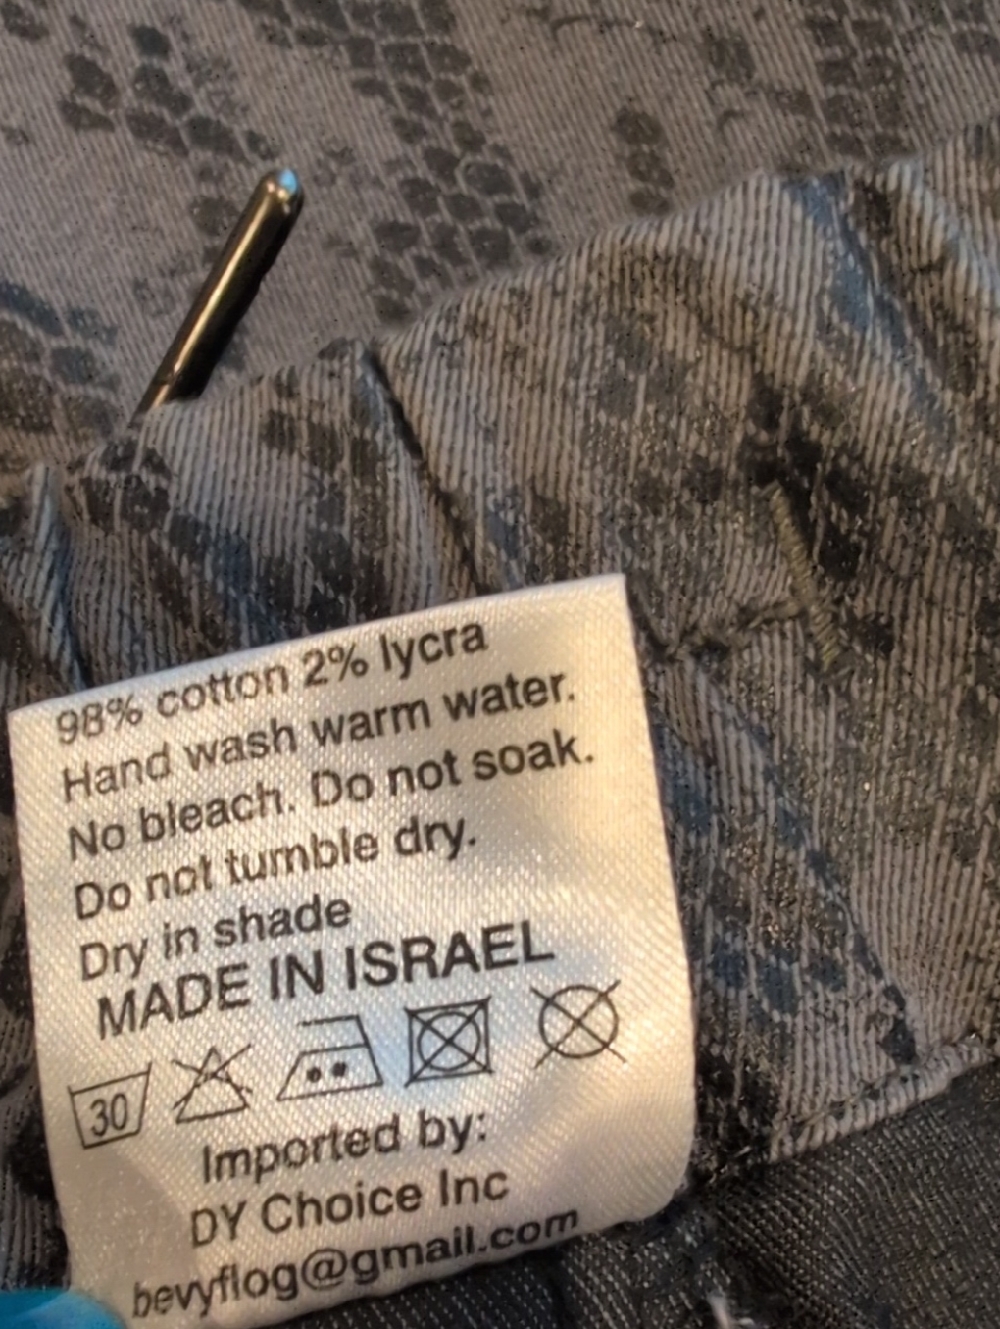 98% cotton 2% lycra
Hand wash warm water.
No bleach. Do not soak.
Do not tumble dry.
Dry in shade
MADE IN ISRAEL
30
Imported by:
DY Choice Inc
bevyflog@gmail.com